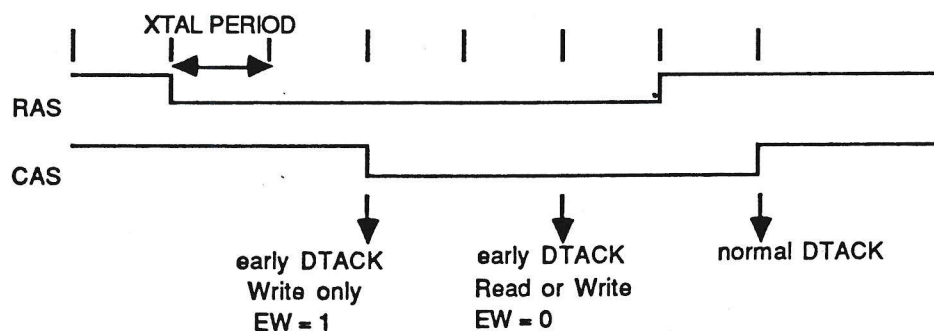 XTAL PERIOD
RAS
CAS
early DTACK
Write only
EW = 1
early DTACK
Read or Write
EW = 0
normal DTACK